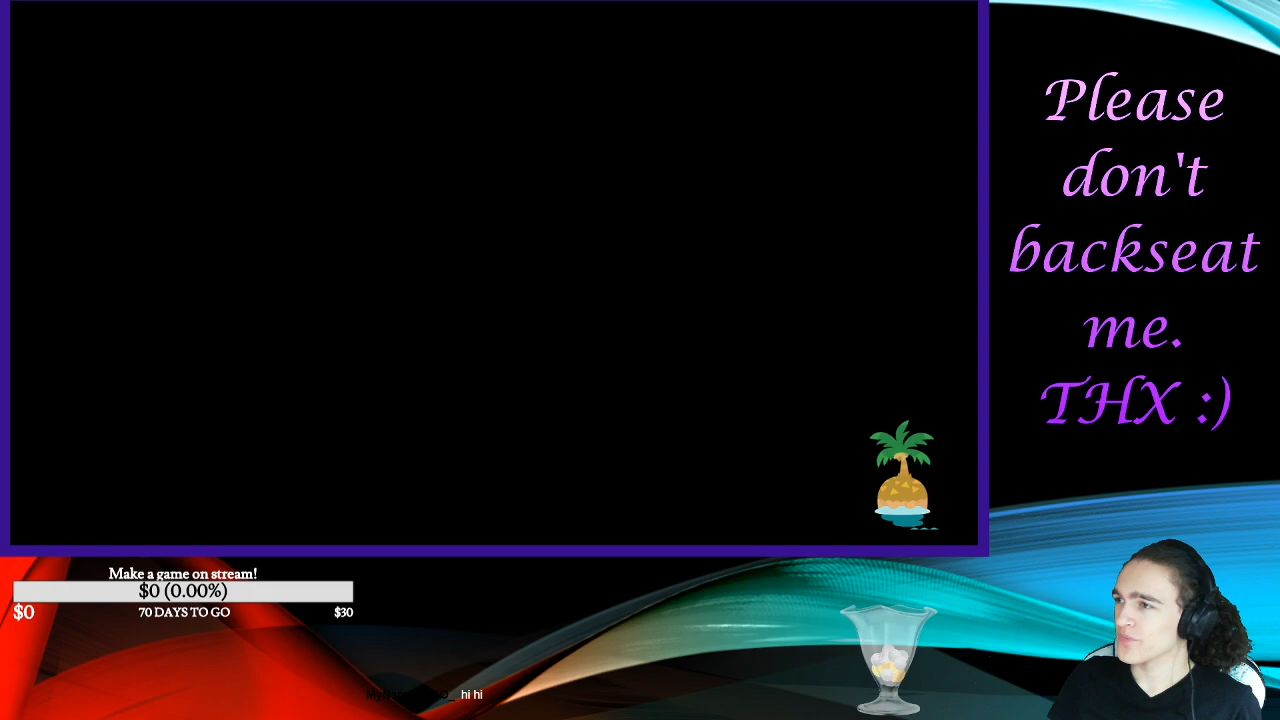 Please
don't
backseat
me.
THX :)
Make a game on stream!
$0 (0.00%)
$0 70 DAYS TO GO $30
hi hi